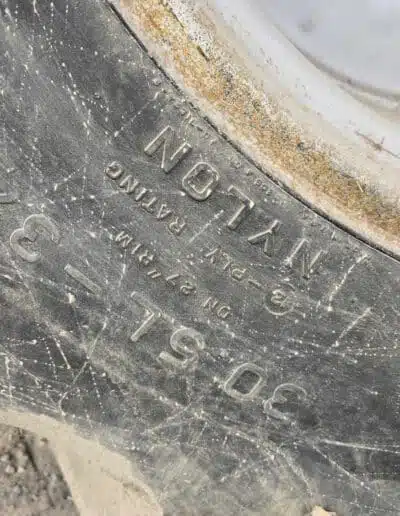 30.5L-3
ON 27" RIM
8-PLY RATING
NYLON